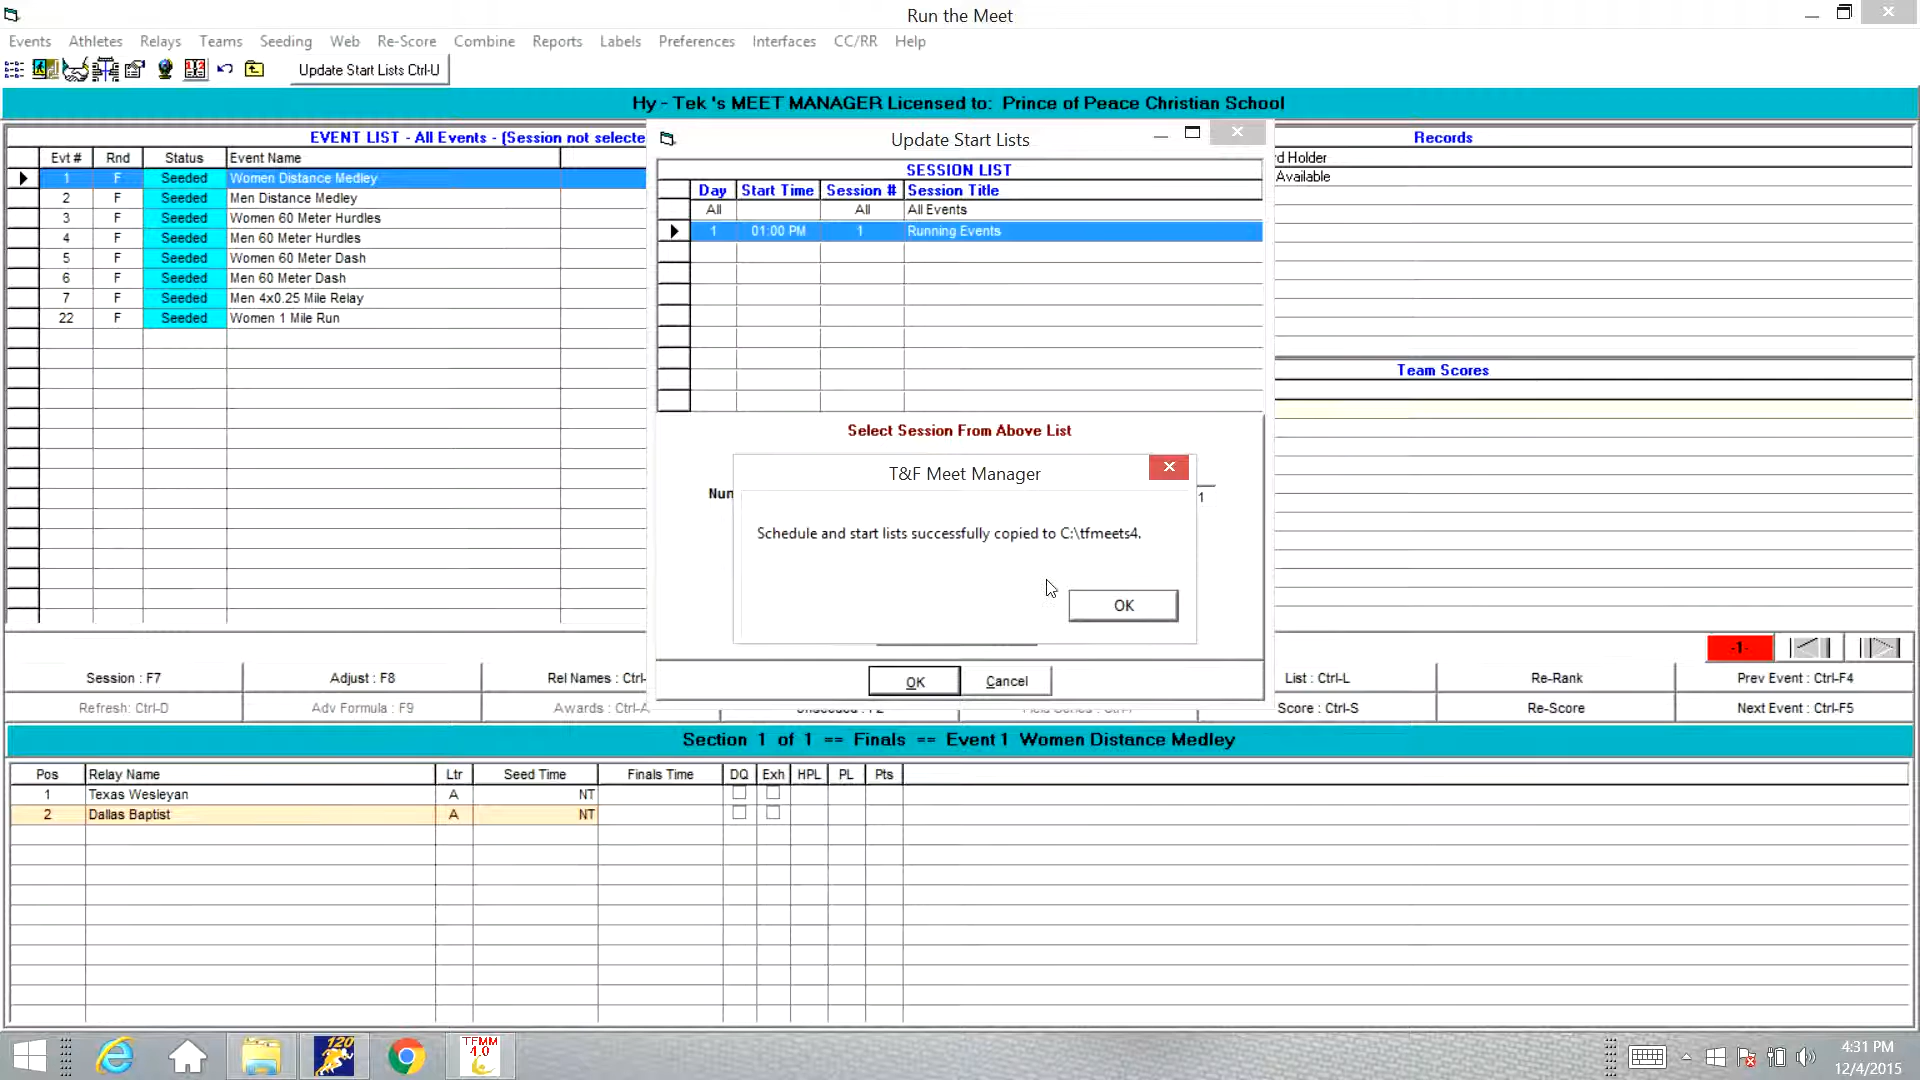 Run the Meet
Events Athletes Relays Teams Seeding Web Re-Score Combine Reports Labels Preferences Interfaces CC/RR Help
Update Start Lists Ctrl-U
Hy - Tek 's MEET MANAGER Licensed to: Prince of Peace Christian School
EVENT LIST - All Events - (Session not selecte
Evt # Rnd Status Event Name
1 F Seeded Women Distance Medley
2 F Seeded Men Distance Medley
3 F Seeded Women 60 Meter Hurdles
4 F Seeded Men 60 Meter Hurdles
5 F Seeded Women 60 Meter Dash
6 F Seeded Men 60 Meter Dash
7 F Seeded Men 4x0.25 Mile Relay
22 F Seeded Women 1 Mile Run
Update Start Lists
SESSION LIST
Day Start Time Session # Session Title
All All All Events
1 01:00 PM 1 Running Events
Select Session From Above List
Num
1
T&F Meet Manager
Schedule and start lists successfully copied to C:\tfmeets4.
OK
OK Cancel
Records
d Holder
Available
Team Scores
-1-
Session : F7 Adjust : F8 Rel Names : Ctrl- List : Ctrl-L Re-Rank Prev Event : Ctrl-F4
Refresh: Ctrl-D Adv Formula : F9 Awards : Ctrl-A Score : Ctrl-S Re-Score Next Event : Ctrl-F5
Section 1 of 1 == Finals == Event 1 Women Distance Medley
Pos Relay Name Ltr Seed Time Finals Time DQ Exh HPL PL Pts
1 Texas Wesleyan A NT
2 Dallas Baptist A NT
120
TFMM
4.0
4:31 PM
12/4/2015